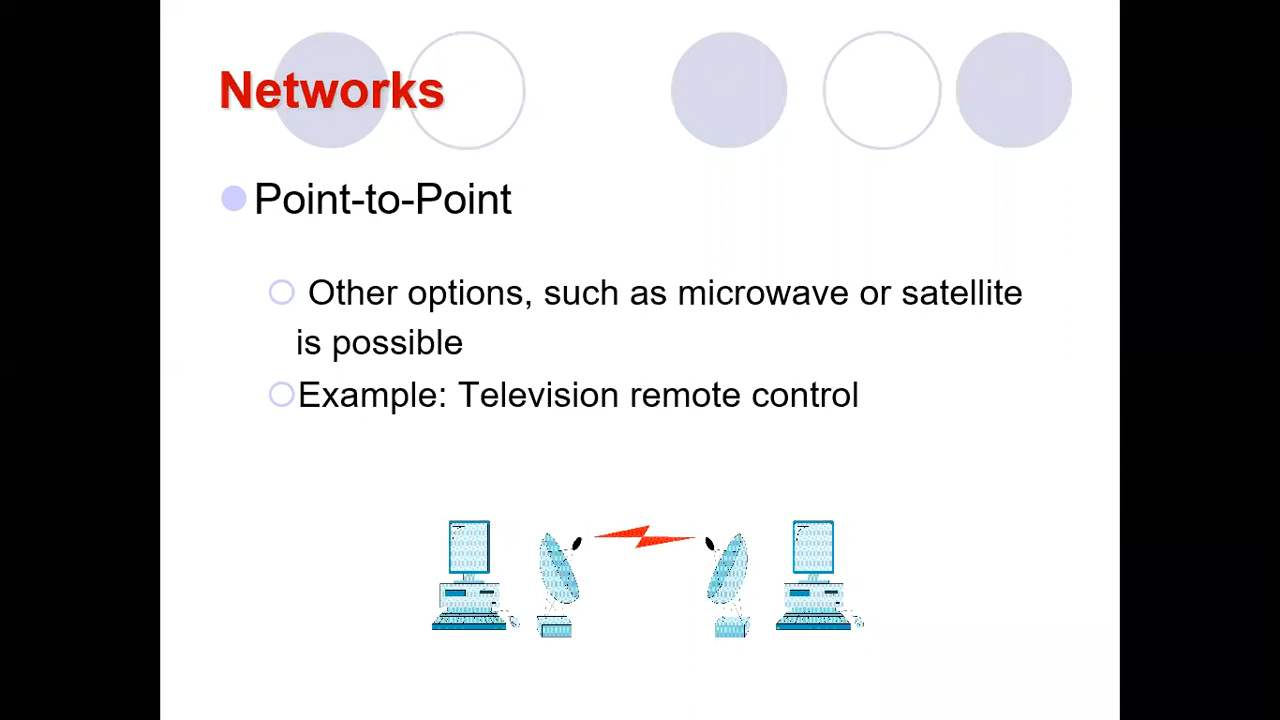 Networks
Point-to-Point
Other options, such as microwave or satellite
is possible
Example: Television remote control